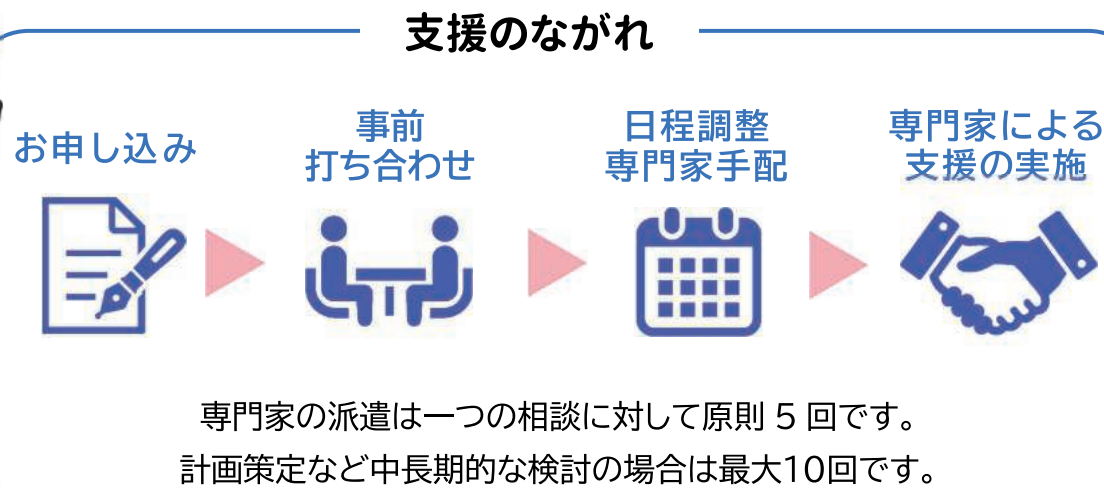 支援のながれ
お申し込み
事前
打ち合わせ
日程調整
専門家手配
専門家による
支援の実施
専門家の派遣は一つの相談に対して原則 5 回です。
計画策定など中長期的な検討の場合は最大10回です。